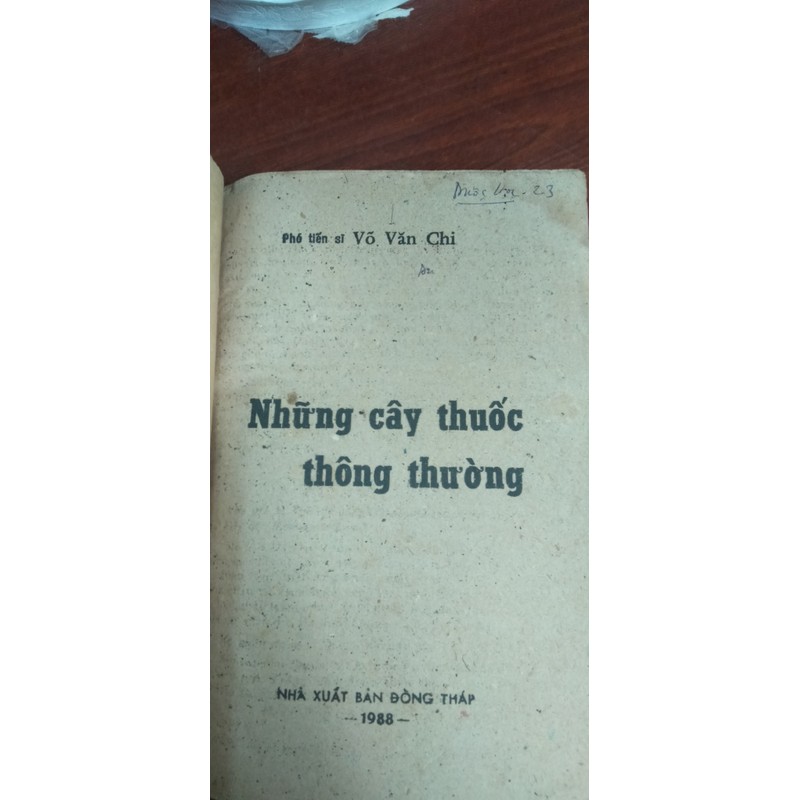 Phó tiến sĩ Võ Văn Chi
Những cây thuốc
thông thường
NHÀ XUẤT BẢN ĐỒNG THÁP
— 1988 —